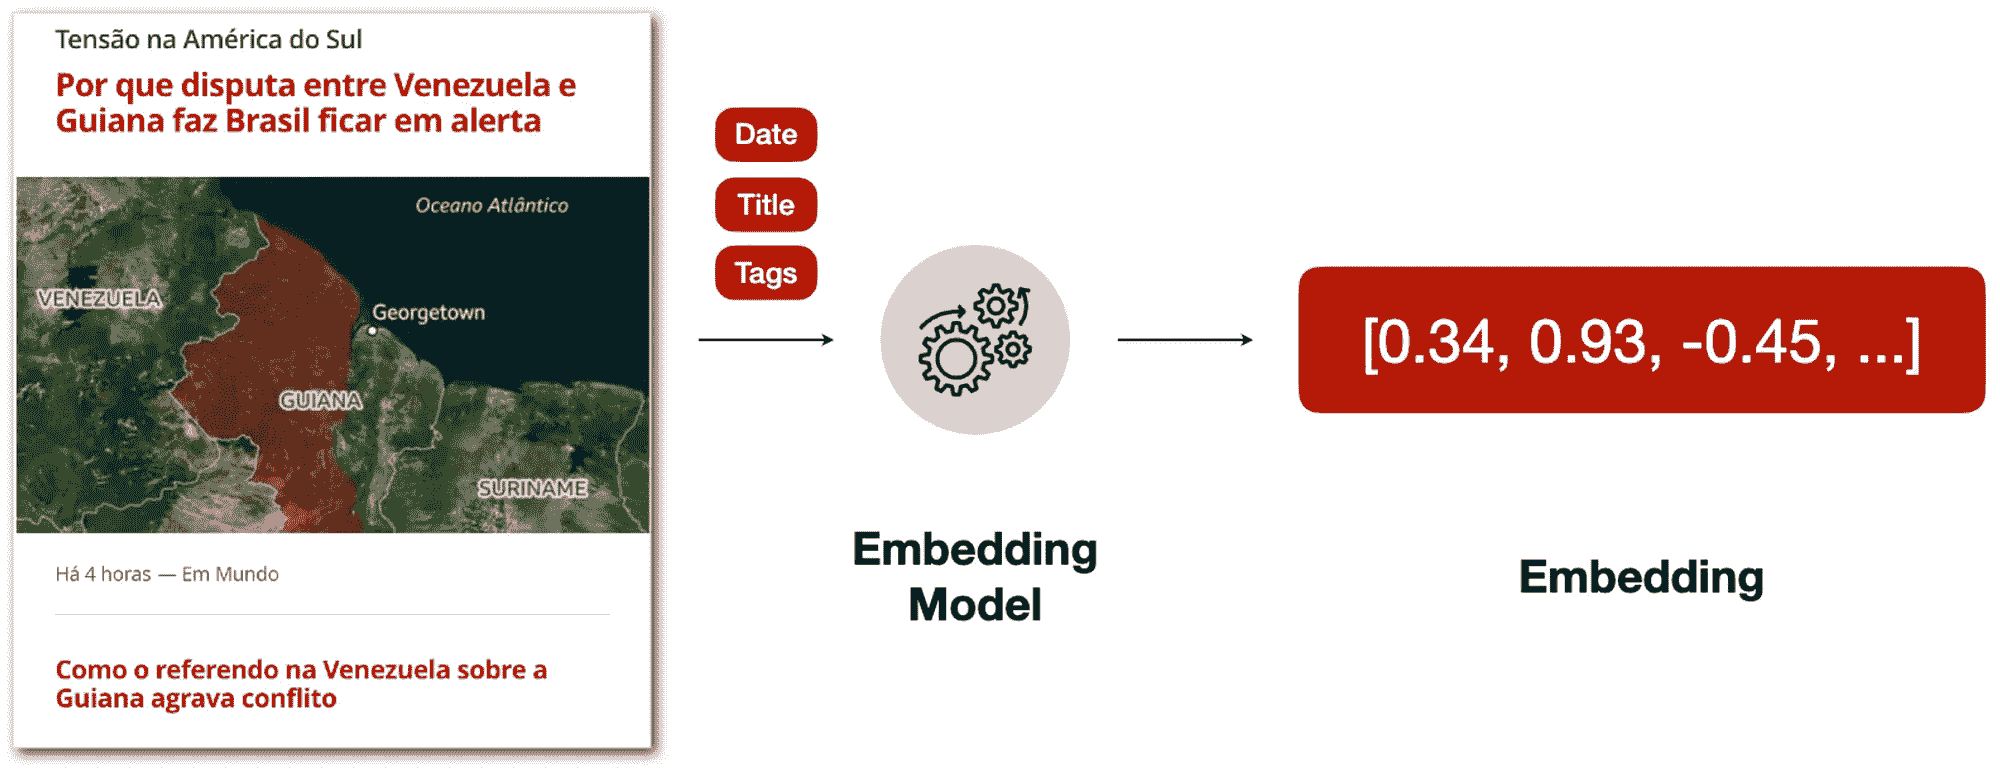 Tensão na América do Sul
Por que disputa entre Venezuela e
Guiana faz Brasil ficar em alerta
Oceano Atlântico
VENEZUELA
Georgetown
GUIANA
SURINAME
Há 4 horas — Em Mundo
Como o referendo na Venezuela sobre a
Guiana agrava conflito
Date
Title
Tags
Embedding
Model
[0.34, 0.93, -0.45, ...]
Embedding